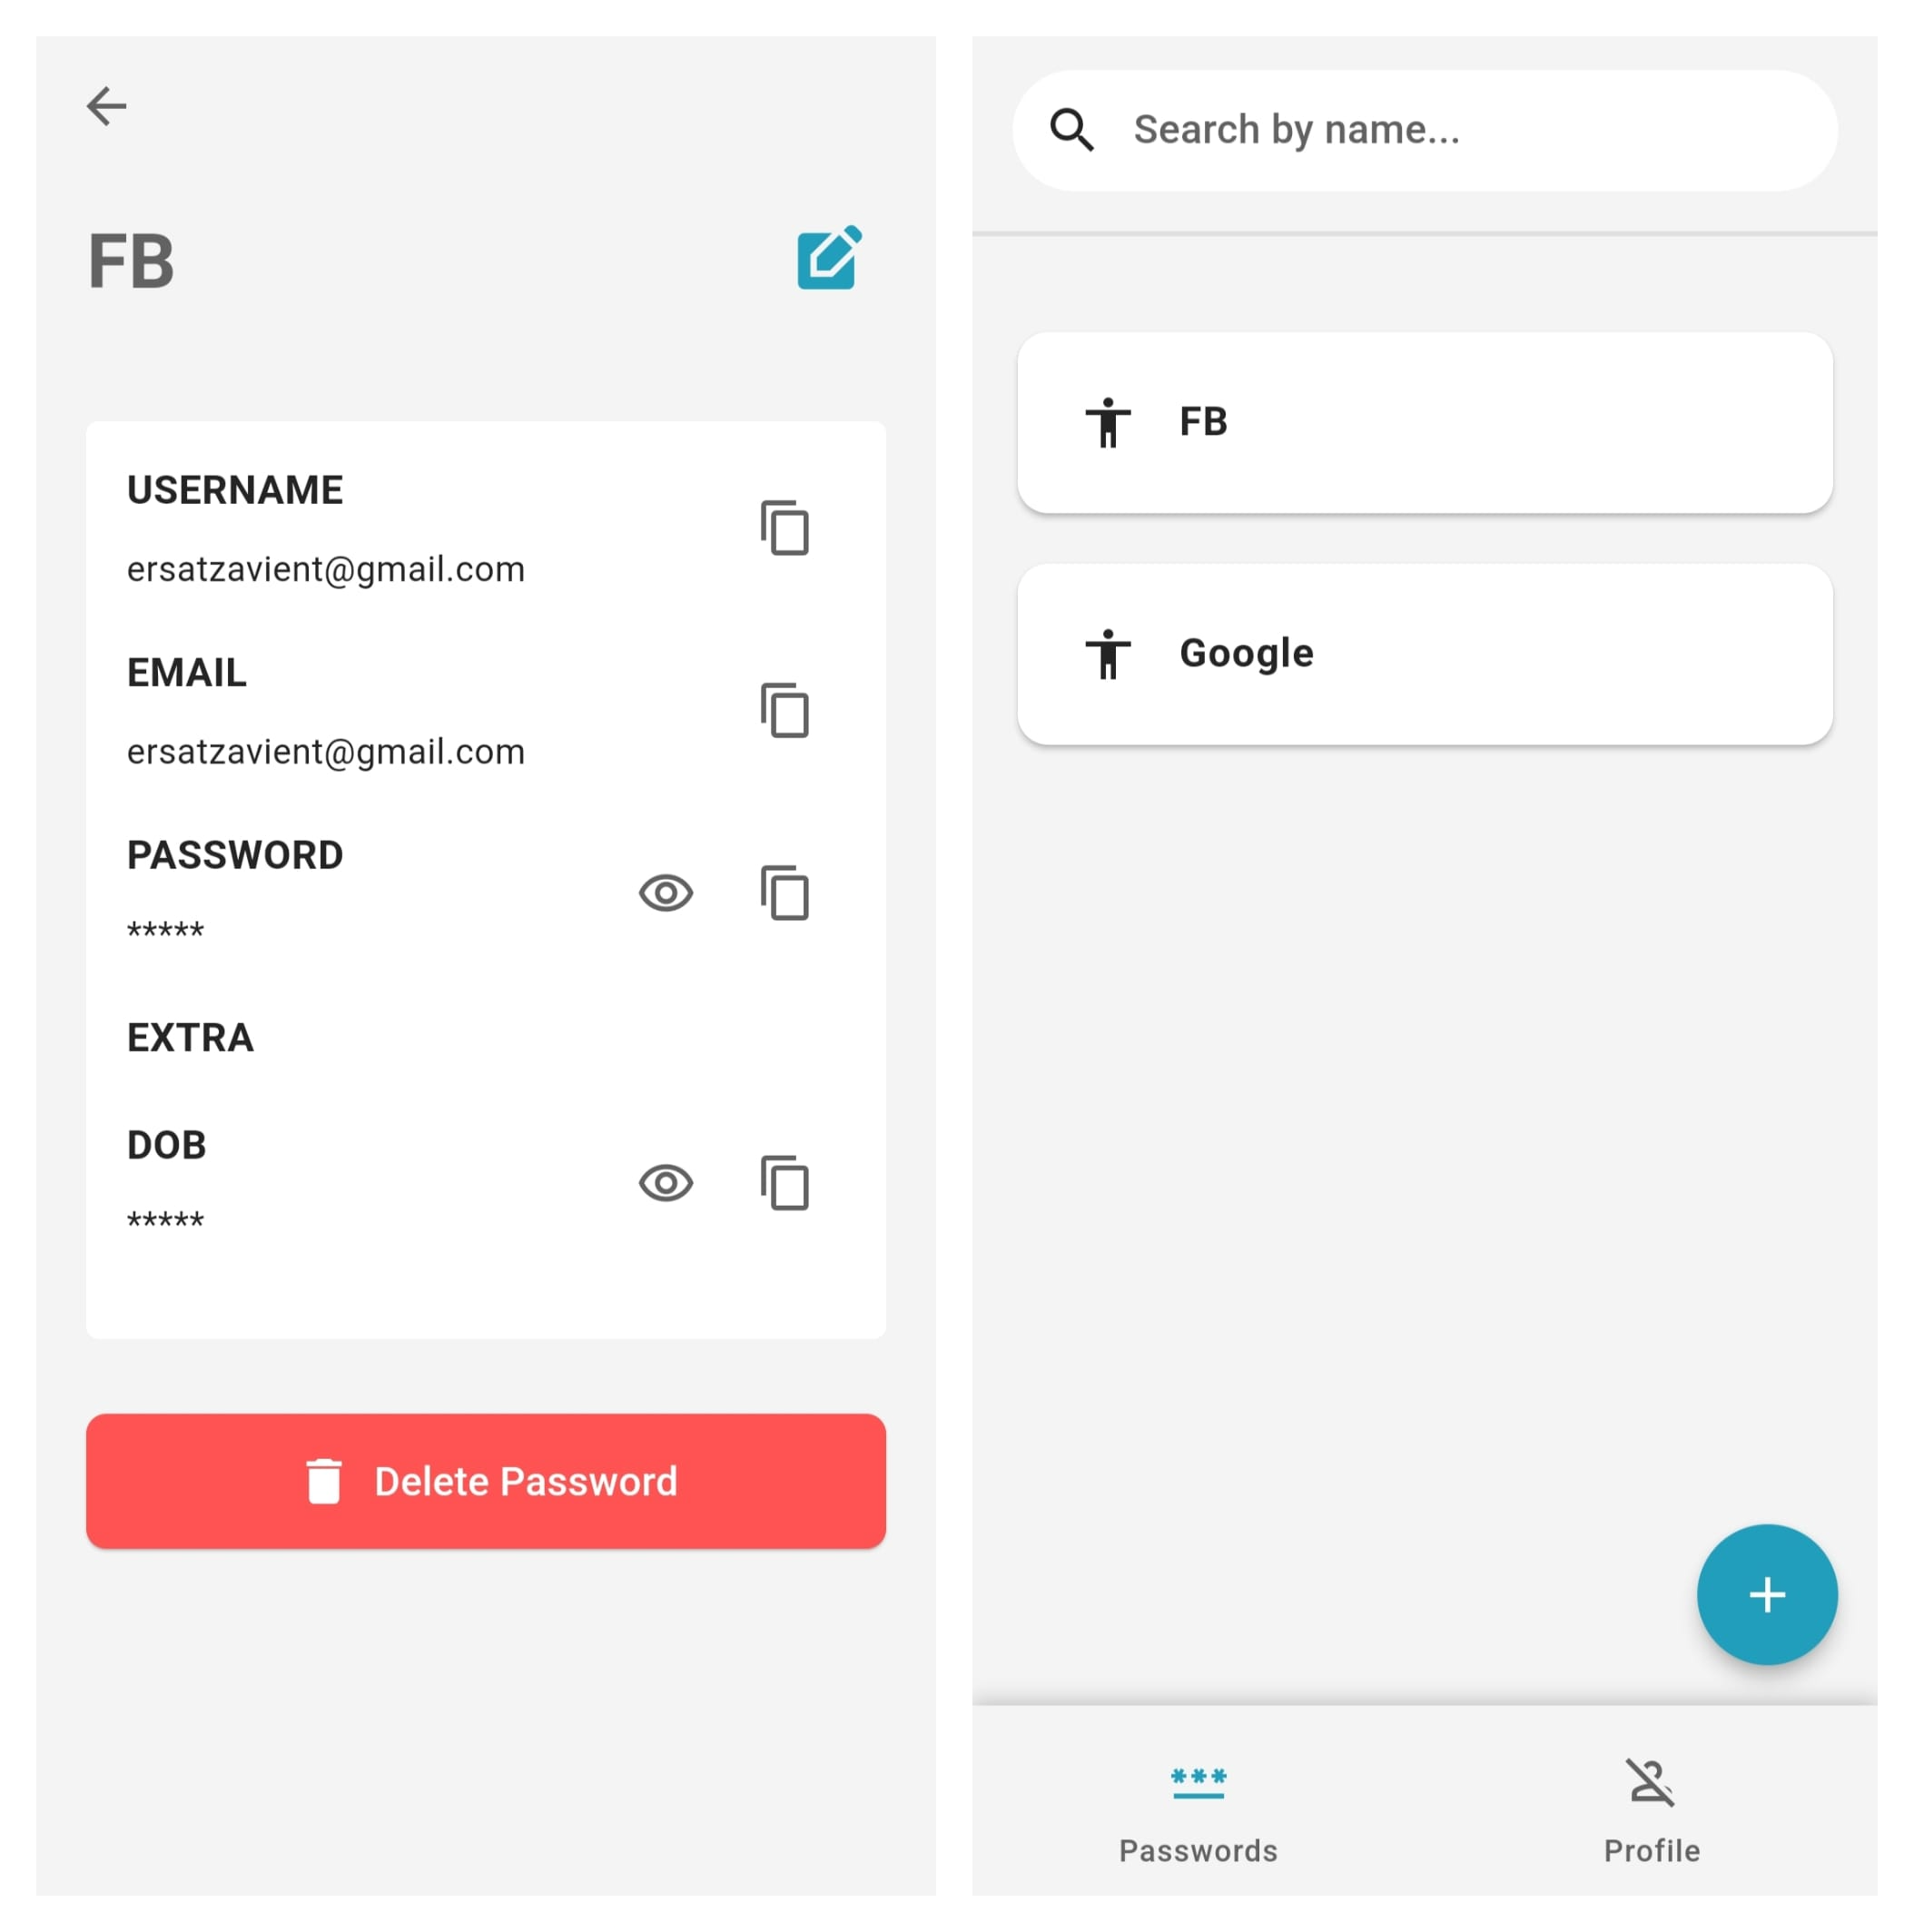 FB
USERNAME
ersatzavient@gmail.com
EMAIL
ersatzavient@gmail.com
PASSWORD
*****
EXTRA
DOB
*****
Delete Password
Search by name...
FB
Google
Passwords
Profile